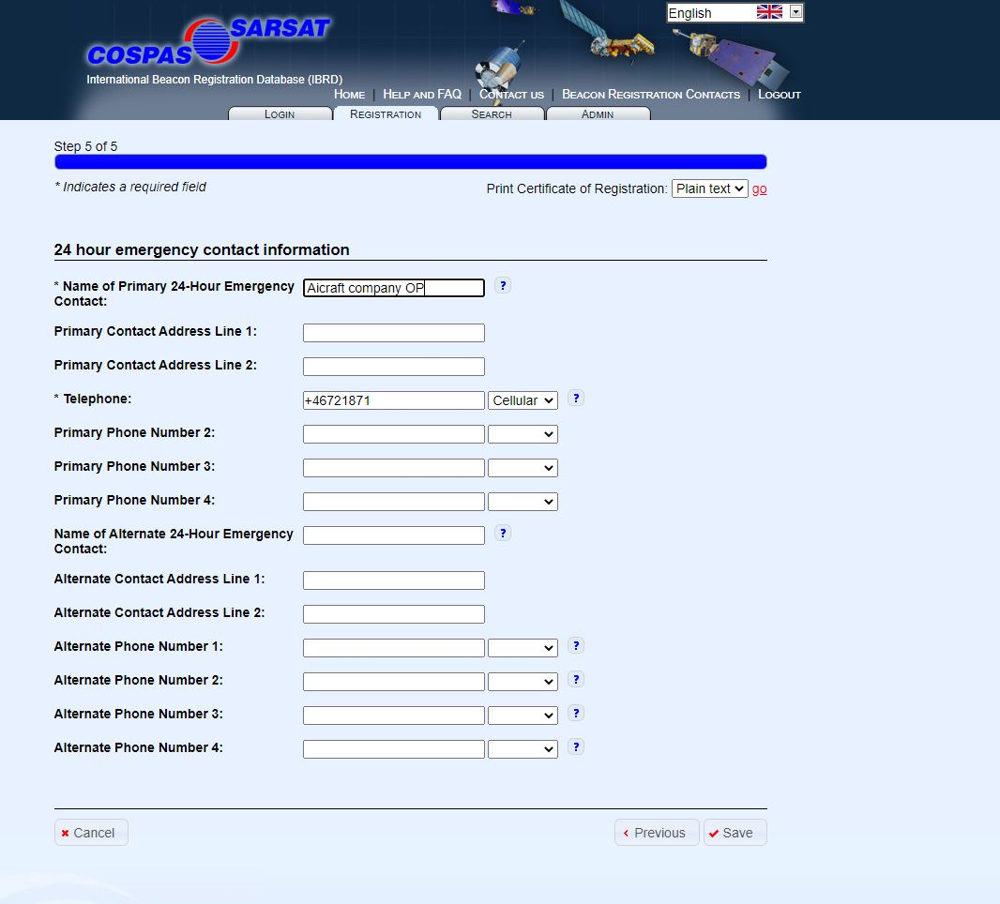 English
SARSAT
COSPAS
International Beacon Registration Database (IBRD)
HOME | HELP AND FAQ | CONTACT US | BEACON REGISTRATION CONTACTS | LOGOUT
LOGIN REGISTRATION SEARCH ADMIN
Step 5 of 5
* Indicates a required field
Print Certificate of Registration: Plain text go
24 hour emergency contact information
* Name of Primary 24-Hour Emergency Contact: Aicraft company OP ?
Primary Contact Address Line 1:
Primary Contact Address Line 2:
* Telephone: +46721871 Cellular ?
Primary Phone Number 2:
Primary Phone Number 3:
Primary Phone Number 4:
Name of Alternate 24-Hour Emergency Contact: ?
Alternate Contact Address Line 1:
Alternate Contact Address Line 2:
Alternate Phone Number 1: ?
Alternate Phone Number 2: ?
Alternate Phone Number 3: ?
Alternate Phone Number 4: ?
Cancel Previous Save